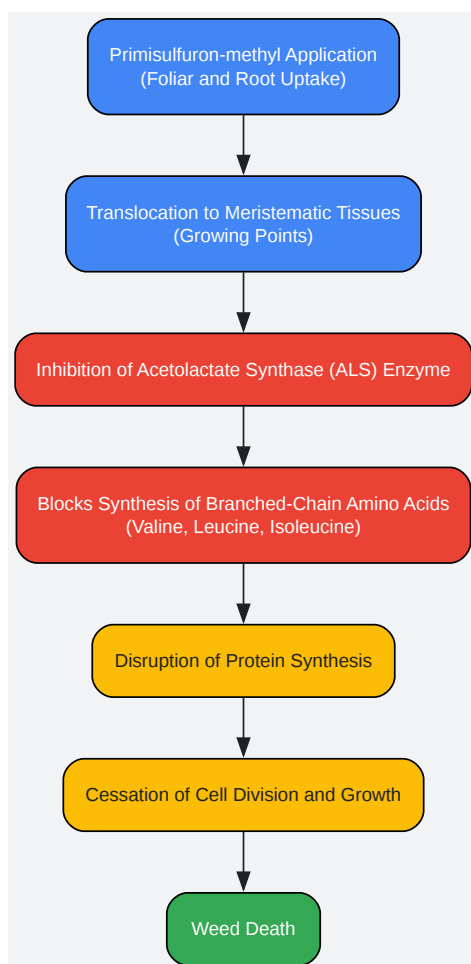 Primisulfuron-methyl Application
(Foliar and Root Uptake)
Translocation to Meristematic Tissues
(Growing Points)
Inhibition of Acetolactate Synthase (ALS) Enzyme
Blocks Synthesis of Branched-Chain Amino Acids
(Valine, Leucine, Isoleucine)
Disruption of Protein Synthesis
Cessation of Cell Division and Growth
Weed Death